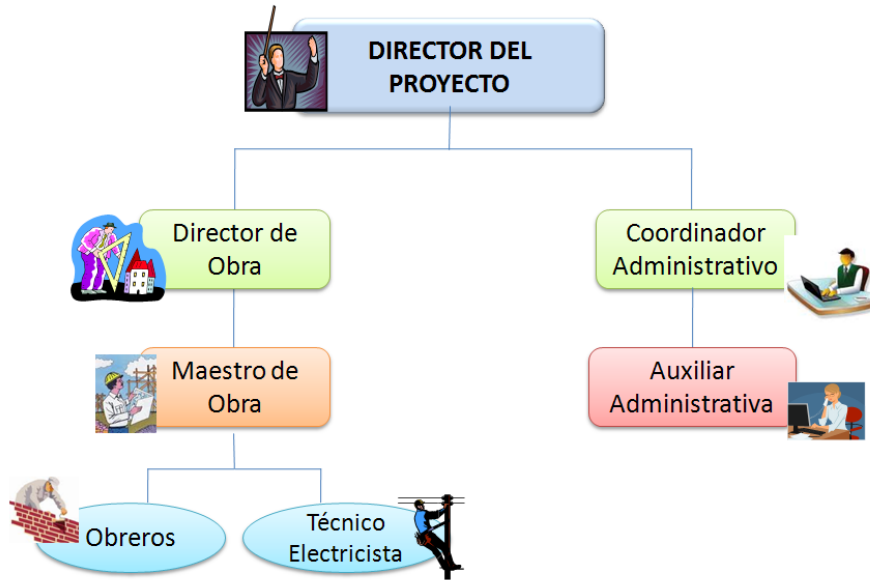 DIRECTOR DEL
PROYECTO
Director de
Obra
Coordinador
Administrativo
Maestro de
Obra
Auxiliar
Administrativa
Obreros
Técnico
Electricista